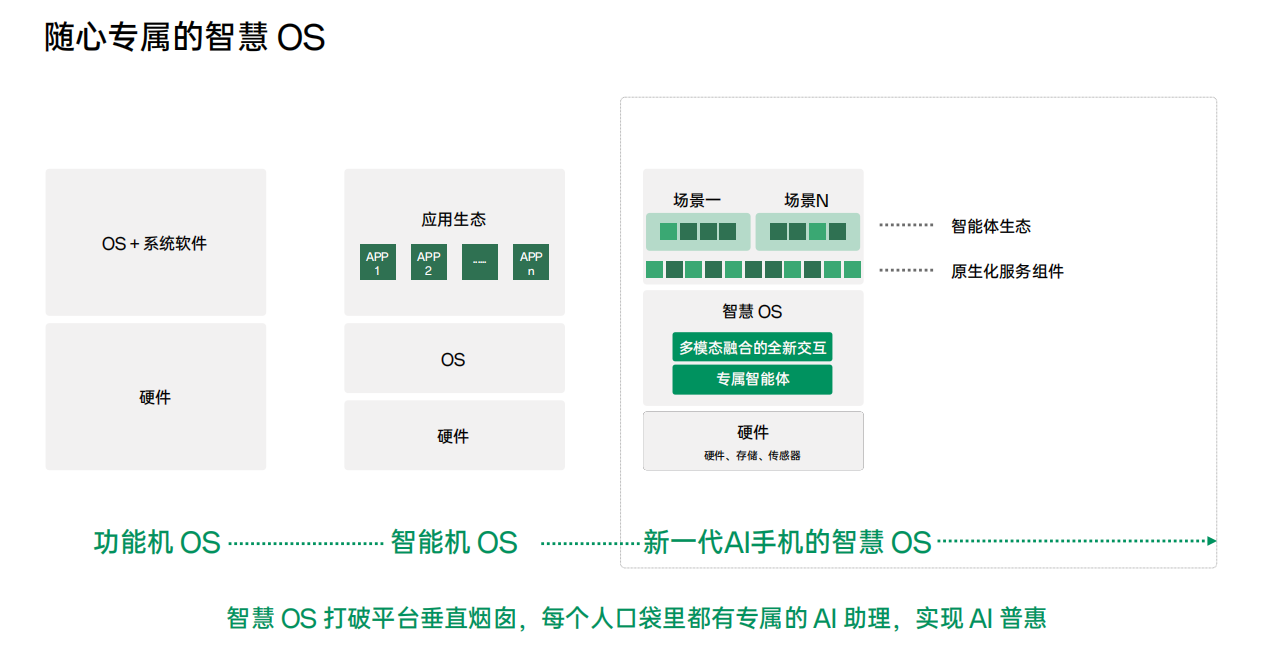 随心专属的智慧 OS
OS + 系统软件
硬件
应用生态
APP
1
APP
2
......
APP
n
OS
硬件
场景一
场景N
智能体生态
原生化服务组件
智慧 OS
多模态融合的全新交互
专属智能体
硬件
硬件、存储、传感器
功能机 OS
智能机 OS
新一代AI手机的智慧 OS
智慧 OS 打破平台垂直烟囱，每个人口袋里都有专属的 AI 助理，实现 AI 普惠